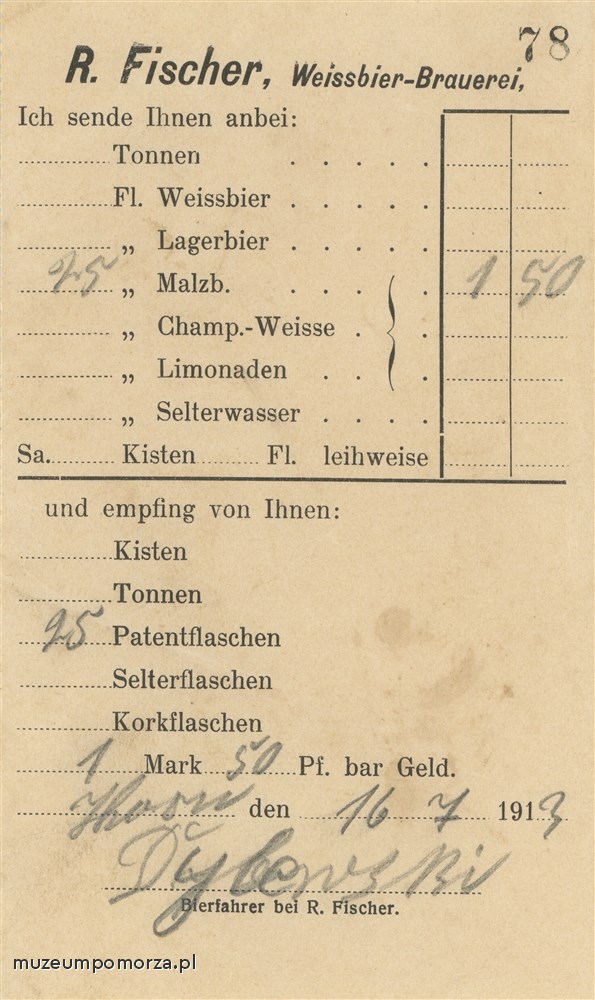 78
R. Fischer, Weissbier-Brauerei,
Ich sende Ihnen anbei:
Tonnen
Fl. Weissbier
„ Lagerbier
25 „ Malzb. 1 50
„ Champ.-Weisse
„ Limonaden
„ Selterwasser
Sa. Kisten Fl. leihweise
und empfing von Ihnen:
Kisten
Tonnen
25 Patentflaschen
Selterflaschen
Korkflaschen
1 Mark 50 Pf. bar Geld.
Thorn den 16 7 1913
Dybowski
Bierfahrer bei R. Fischer.
muzeumpomorza.pl